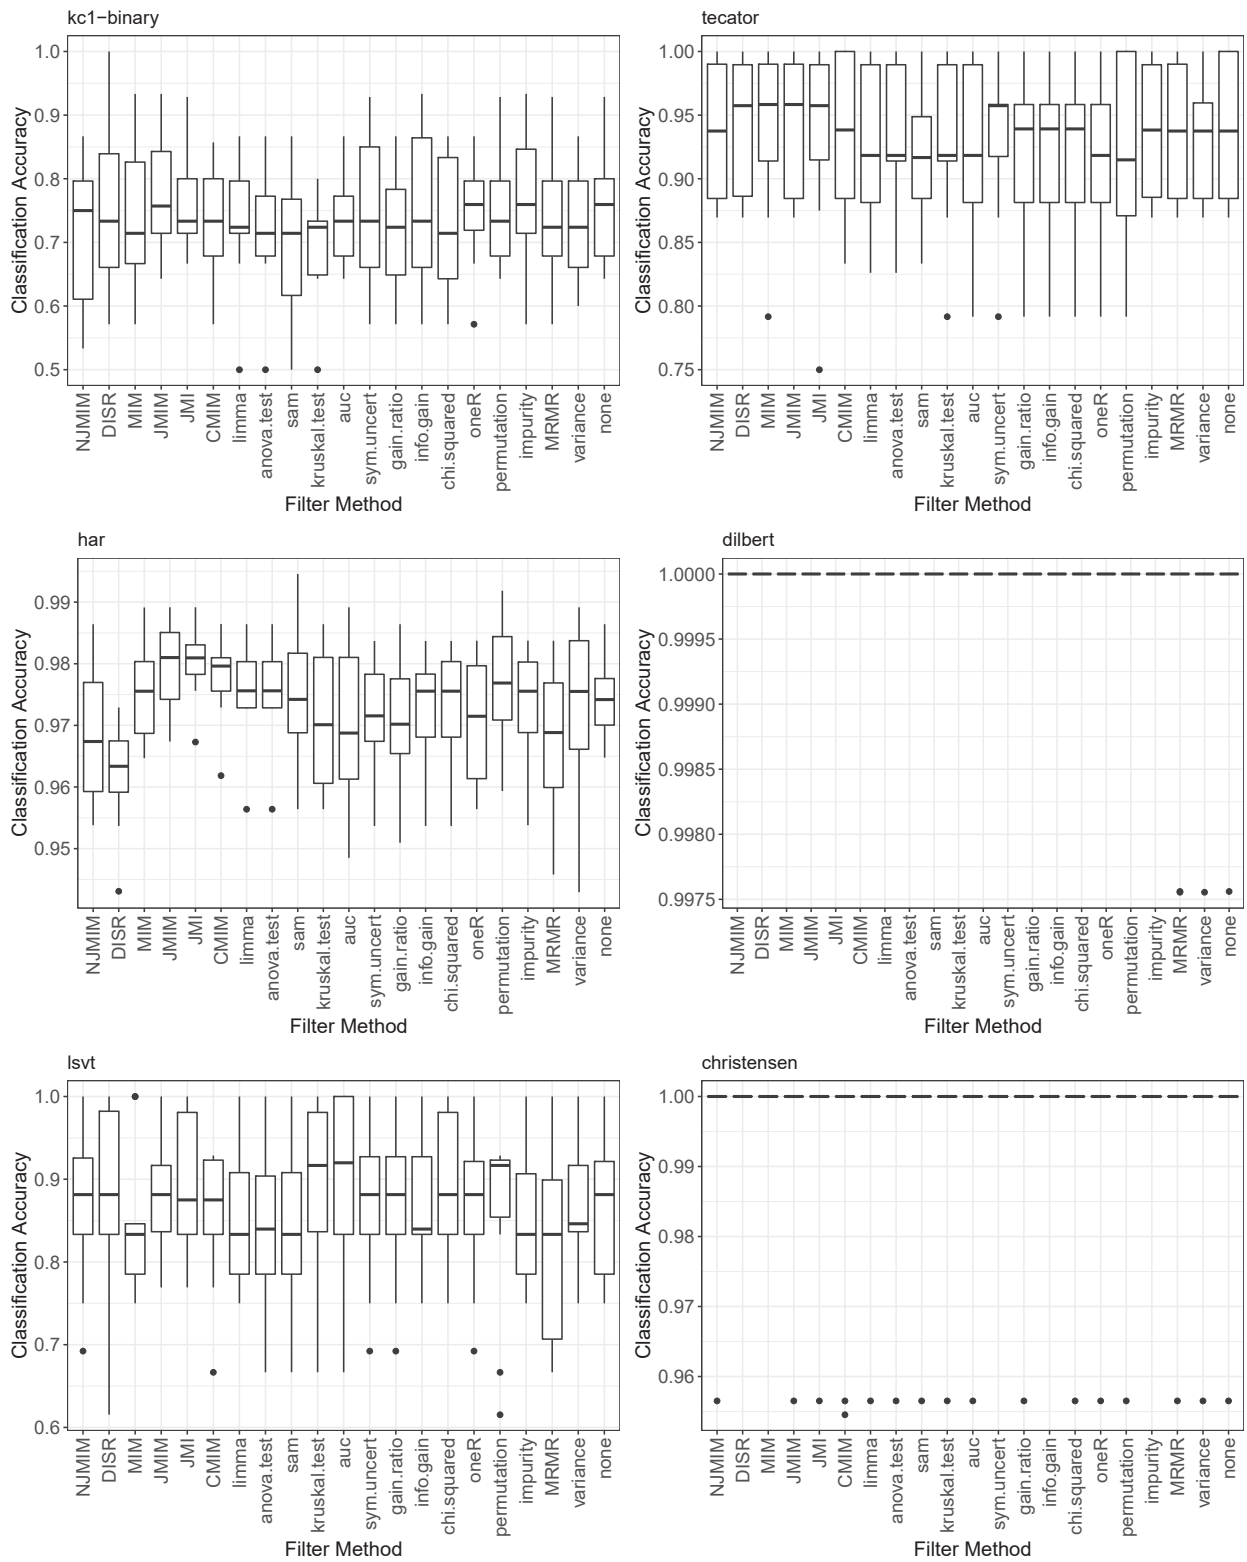 kc1−binary
1.0
0.9
0.8
0.7
0.6
0.5
Classification Accuracy
NJMIM
DISR
MIM
JMIM
JMI
CMIM
limma
anova.test
sam
kruskal.test
auc
sym.uncert
gain.ratio
info.gain
chi.squared
oneR
permutation
impurity
MRMR
variance
none
Filter Method
tecator
1.00
0.95
0.90
0.85
0.80
0.75
Classification Accuracy
NJMIM
DISR
MIM
JMIM
JMI
CMIM
limma
anova.test
sam
kruskal.test
auc
sym.uncert
gain.ratio
info.gain
chi.squared
oneR
permutation
impurity
MRMR
variance
none
Filter Method
har
0.99
0.98
0.97
0.96
0.95
Classification Accuracy
NJMIM
DISR
MIM
JMIM
JMI
CMIM
limma
anova.test
sam
kruskal.test
auc
sym.uncert
gain.ratio
info.gain
chi.squared
oneR
permutation
impurity
MRMR
variance
none
Filter Method
dilbert
1.0000
0.9995
0.9990
0.9985
0.9980
0.9975
Classification Accuracy
NJMIM
DISR
MIM
JMIM
JMI
CMIM
limma
anova.test
sam
kruskal.test
auc
sym.uncert
gain.ratio
info.gain
chi.squared
oneR
permutation
impurity
MRMR
variance
none
Filter Method
lsvt
1.0
0.9
0.8
0.7
0.6
Classification Accuracy
NJMIM
DISR
MIM
JMIM
JMI
CMIM
limma
anova.test
sam
kruskal.test
auc
sym.uncert
gain.ratio
info.gain
chi.squared
oneR
permutation
impurity
MRMR
variance
none
Filter Method
christensen
1.00
0.99
0.98
0.97
0.96
Classification Accuracy
NJMIM
DISR
MIM
JMIM
JMI
CMIM
limma
anova.test
sam
kruskal.test
auc
sym.uncert
gain.ratio
info.gain
chi.squared
oneR
permutation
impurity
MRMR
variance
none
Filter Method